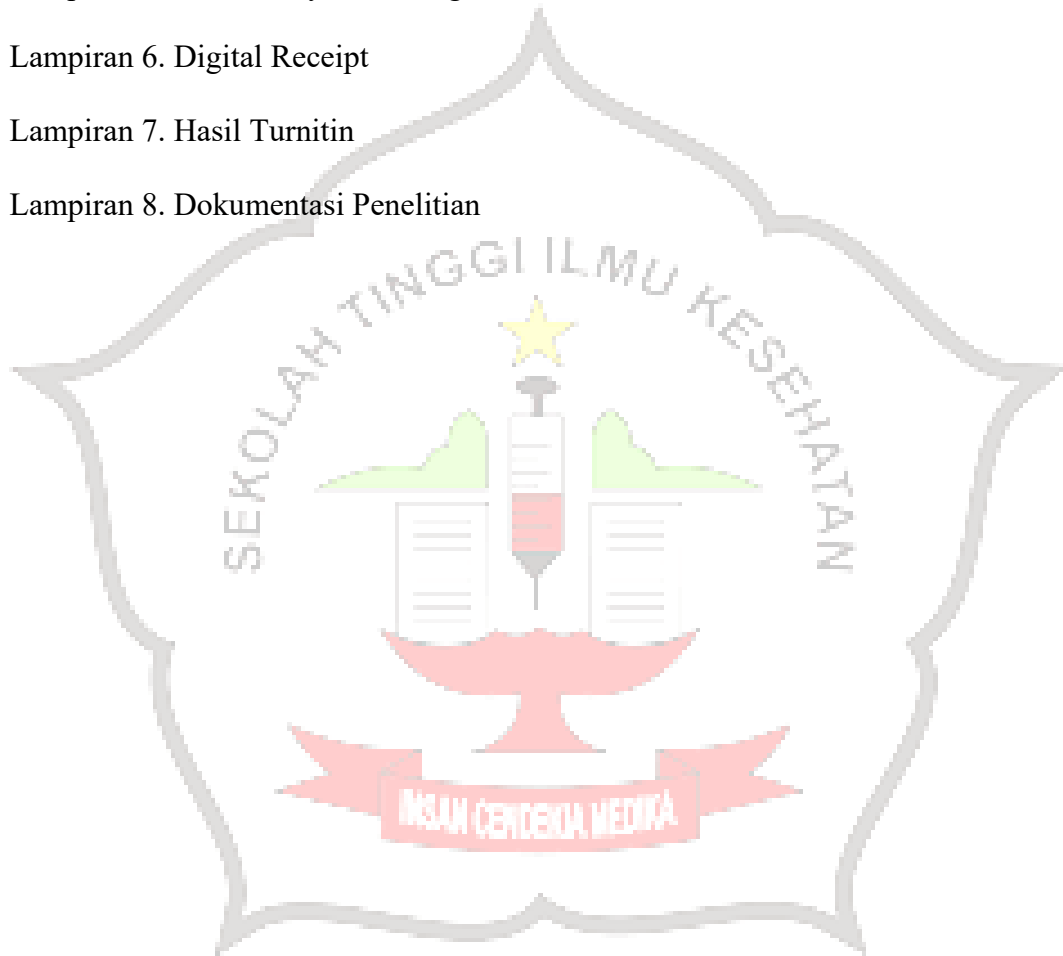 Lampiran 6. Digital Receipt
Lampiran 7. Hasil Turnitin
Lampiran 8. Dokumentasi Penelitian
SEKOLAH TINGGI ILMU KESEHATAN
INSAN CENDEKIA MEDIKA